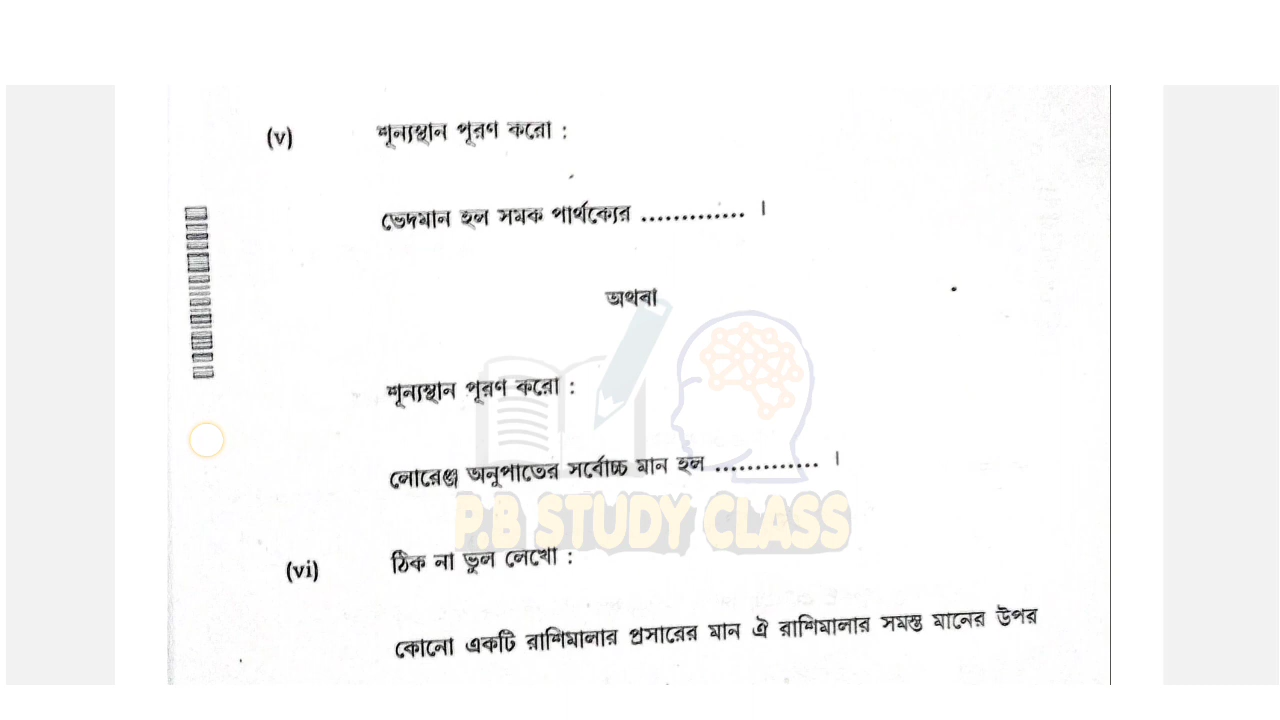 (v) শূন্যস্থান পূরণ করো :
ভেদমান হল সমক পার্থক্যের ............. ।
অথবা
শূন্যস্থান পূরণ করো :
লোরেঞ্জ অনুপাতের সর্বোচ্চ মান হল ............. ।
P.B STUDY CLASS
(vi) ঠিক না ভুল লেখো :
কোনো একটি রাশিমালার প্রসারের মান ঐ রাশিমালার সমস্ত মানের উপর